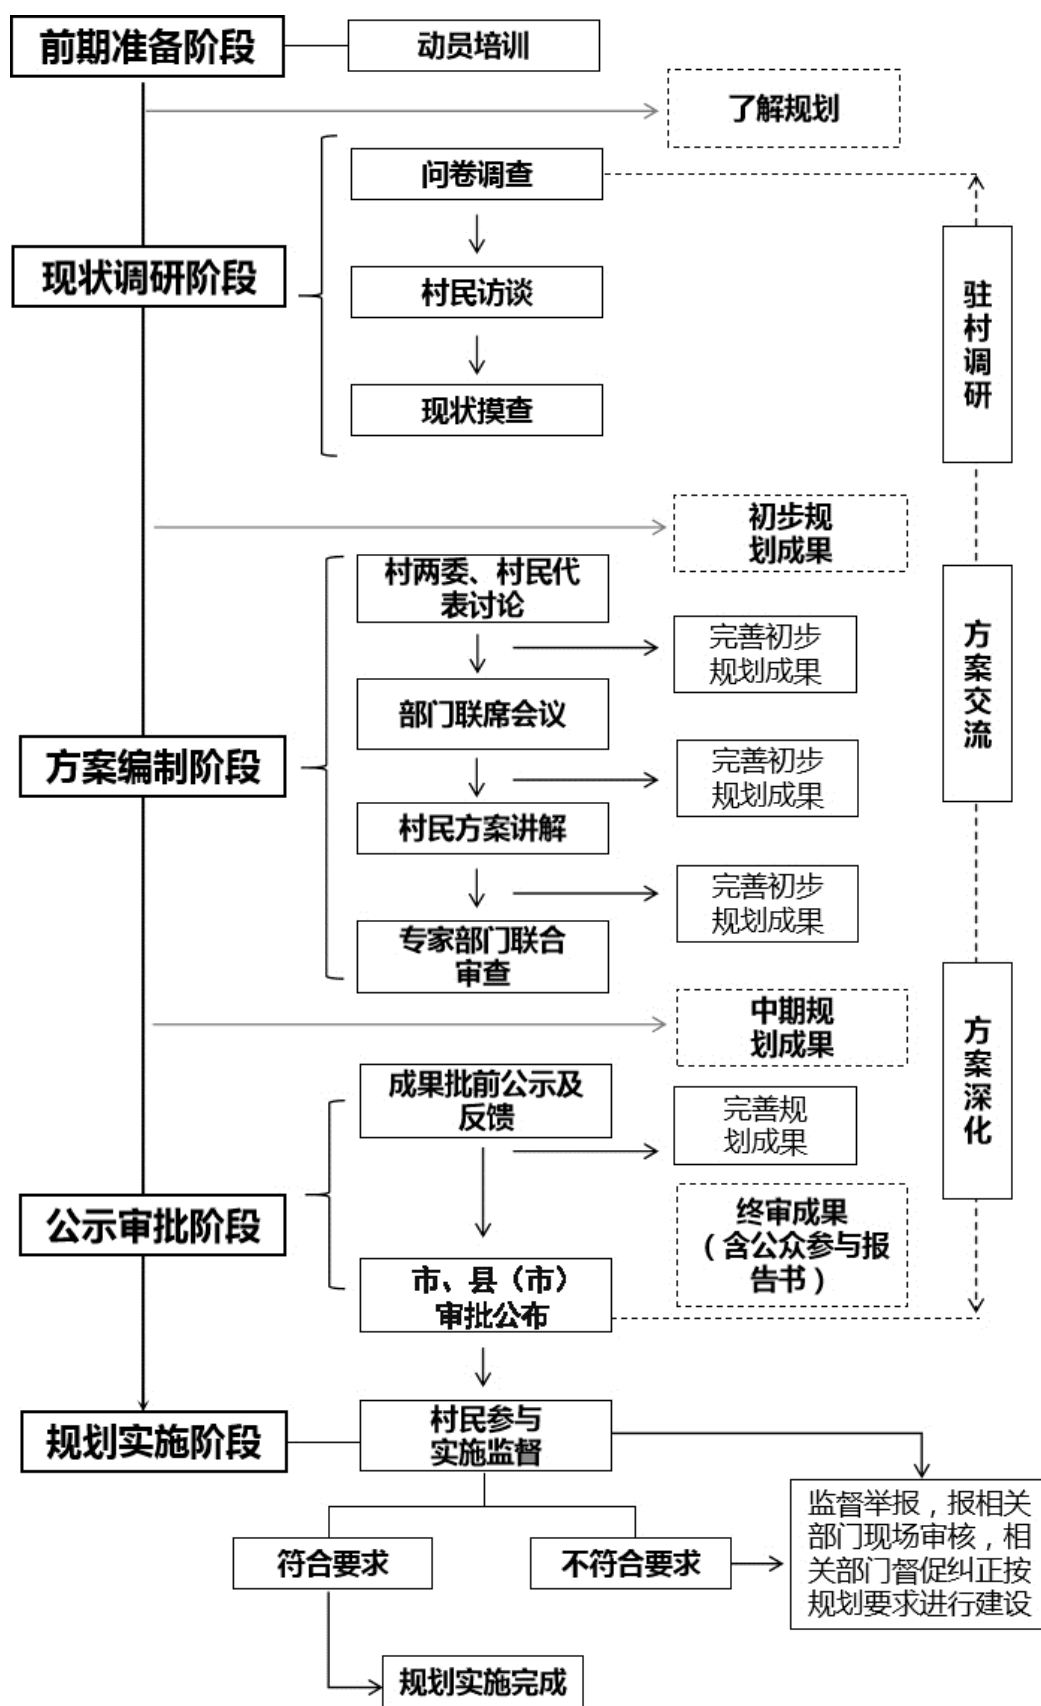 前期准备阶段
动员培训
了解规划
问卷调查
现状调研阶段
村民访谈
现状摸查
驻村调研
初步规
划成果
村两委、村民代
表讨论
完善初步
规划成果
部门联席会议
方案交流
方案编制阶段
完善初步
规划成果
村民方案讲解
完善初步
规划成果
专家部门联合
审查
中期规
划成果
方案深化
成果批前公示及
反馈
完善规
划成果
公示审批阶段
终审成果
（含公众参与报
告书）
市、县（市）
审批公布
规划实施阶段
村民参与
实施监督
监督举报，报相关
部门现场审核，相
关部门督促纠正按
规划要求进行建设
符合要求
不符合要求
规划实施完成